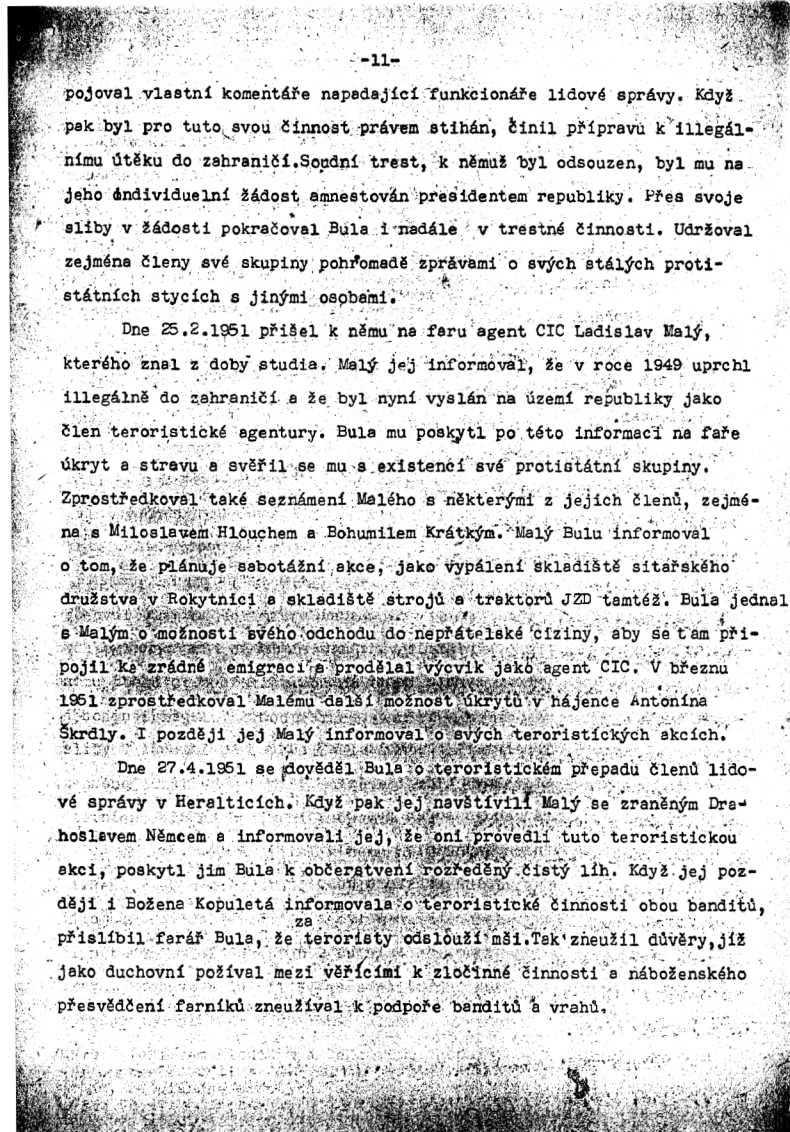 -11-
pojoval vlastní komentáře napadající funkcionáře lidové správy. Když
pak byl pro tuto svou činnost právem stihán, činil přípravu k illegál-
nímu útěku do zahraničí.Soudní trest, k němuž byl odsouzen, byl mu na
jeho individuelní žádost amnestován presidentem republiky. Přes svoje
sliby v žádosti pokračoval Bula i nadále v trestné činnosti. Udržoval
zejména členy své skupiny pohromadě zprávami o svých stálých proti-
státních stycích s jinými osobami.
Dne 25.2.1951 přišel k němu na faru agent CIC Ladislav Malý,
kterého znal z doby studia. Malý jej informoval, že v roce 1949 uprchl
illegálně do zahraničí a že byl nyní vyslán na území republiky jako
člen teroristické agentury. Bula mu poskytl po této informaci na faře
úkryt a stravu a svěřil se mu s existencí své protistátní skupiny.
Zprostředkoval také seznámení Malého s některými z jejich členů, zejmé-
na s Miloslavem Hlouchem a Bohumilem Krátkým. Malý Bulu informoval
o tom, že plánuje sabotážní akce, jako vypálení skladiště sitařského
družstva v Rokytnici a skladiště strojů a traktorů JZD tamtéž. Bula jednal
s Malým o možnosti svého odchodu do nepřátelské ciziny, aby se tam při-
pojil ke zrádné emigraci a prodělal výcvik jako agent CIC. V březnu
1951 zprostředkoval Malému další možnost úkrytů v hájence Antonína
Škrdly. I později jej Malý informoval o svých teroristických akcích.
Dne 27.4.1951 se dověděl Bula o teroristickém přepadu členů lido-
vé správy v Heralticích. Když pak jej navštívili Malý se zraněným Dra-
hoslavem Němcem a informovali jej, že oni provedli tuto teroristickou
akci, poskytl jim Bula k občerstvení rozředěný čistý líh. Když jej poz-
ději i Božena Kopuletá informovala o teroristické činnosti obou banditů,
za
přislíbil farář Bula, že teroristy odslouží mši.Tak zneužil důvěry,jíž
jako duchovní požíval mezi věřícími k zločinné činnosti a náboženského
přesvědčení farníků zneužíval k podpoře banditů a vrahů.